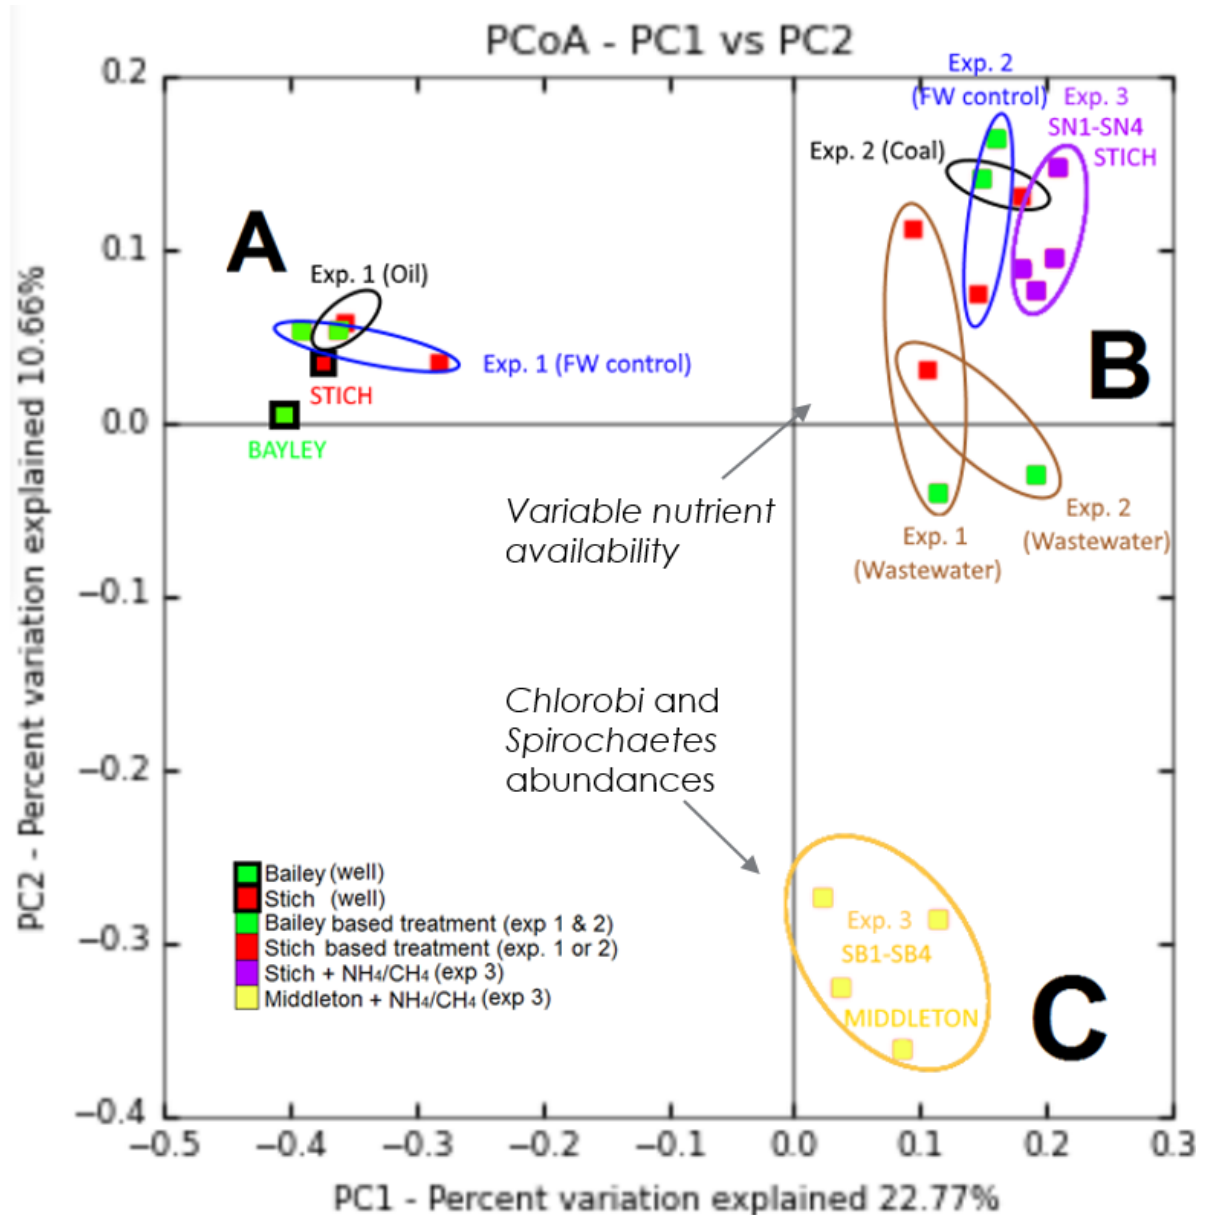 PCoA - PC1 vs PC2
PC2 - Percent variation explained 10.66%
0.2
0.1
0.0
−0.1
−0.2
−0.3
−0.4
A
Exp. 1 (Oil)
Exp. 1 (FW control)
STICH
BAYLEY
Exp. 2
(FW control)
Exp. 3
SN1-SN4
STICH
Exp. 2 (Coal)
B
Variable nutrient
availability
Exp. 1
(Wastewater)
Exp. 2
(Wastewater)
Chlorobi and
Spirochaetes
abundances
Exp. 3
SB1-SB4
MIDDLETON
C
Bailey (well)
Stich (well)
Bailey based treatment (exp 1 & 2)
Stich based treatment (exp. 1 or 2)
Stich + NH₄/CH₄ (exp 3)
Middleton + NH₄/CH₄ (exp 3)
−0.5 −0.4 −0.3 −0.2 −0.1 0.0 0.1 0.2 0.3
PC1 - Percent variation explained 22.77%